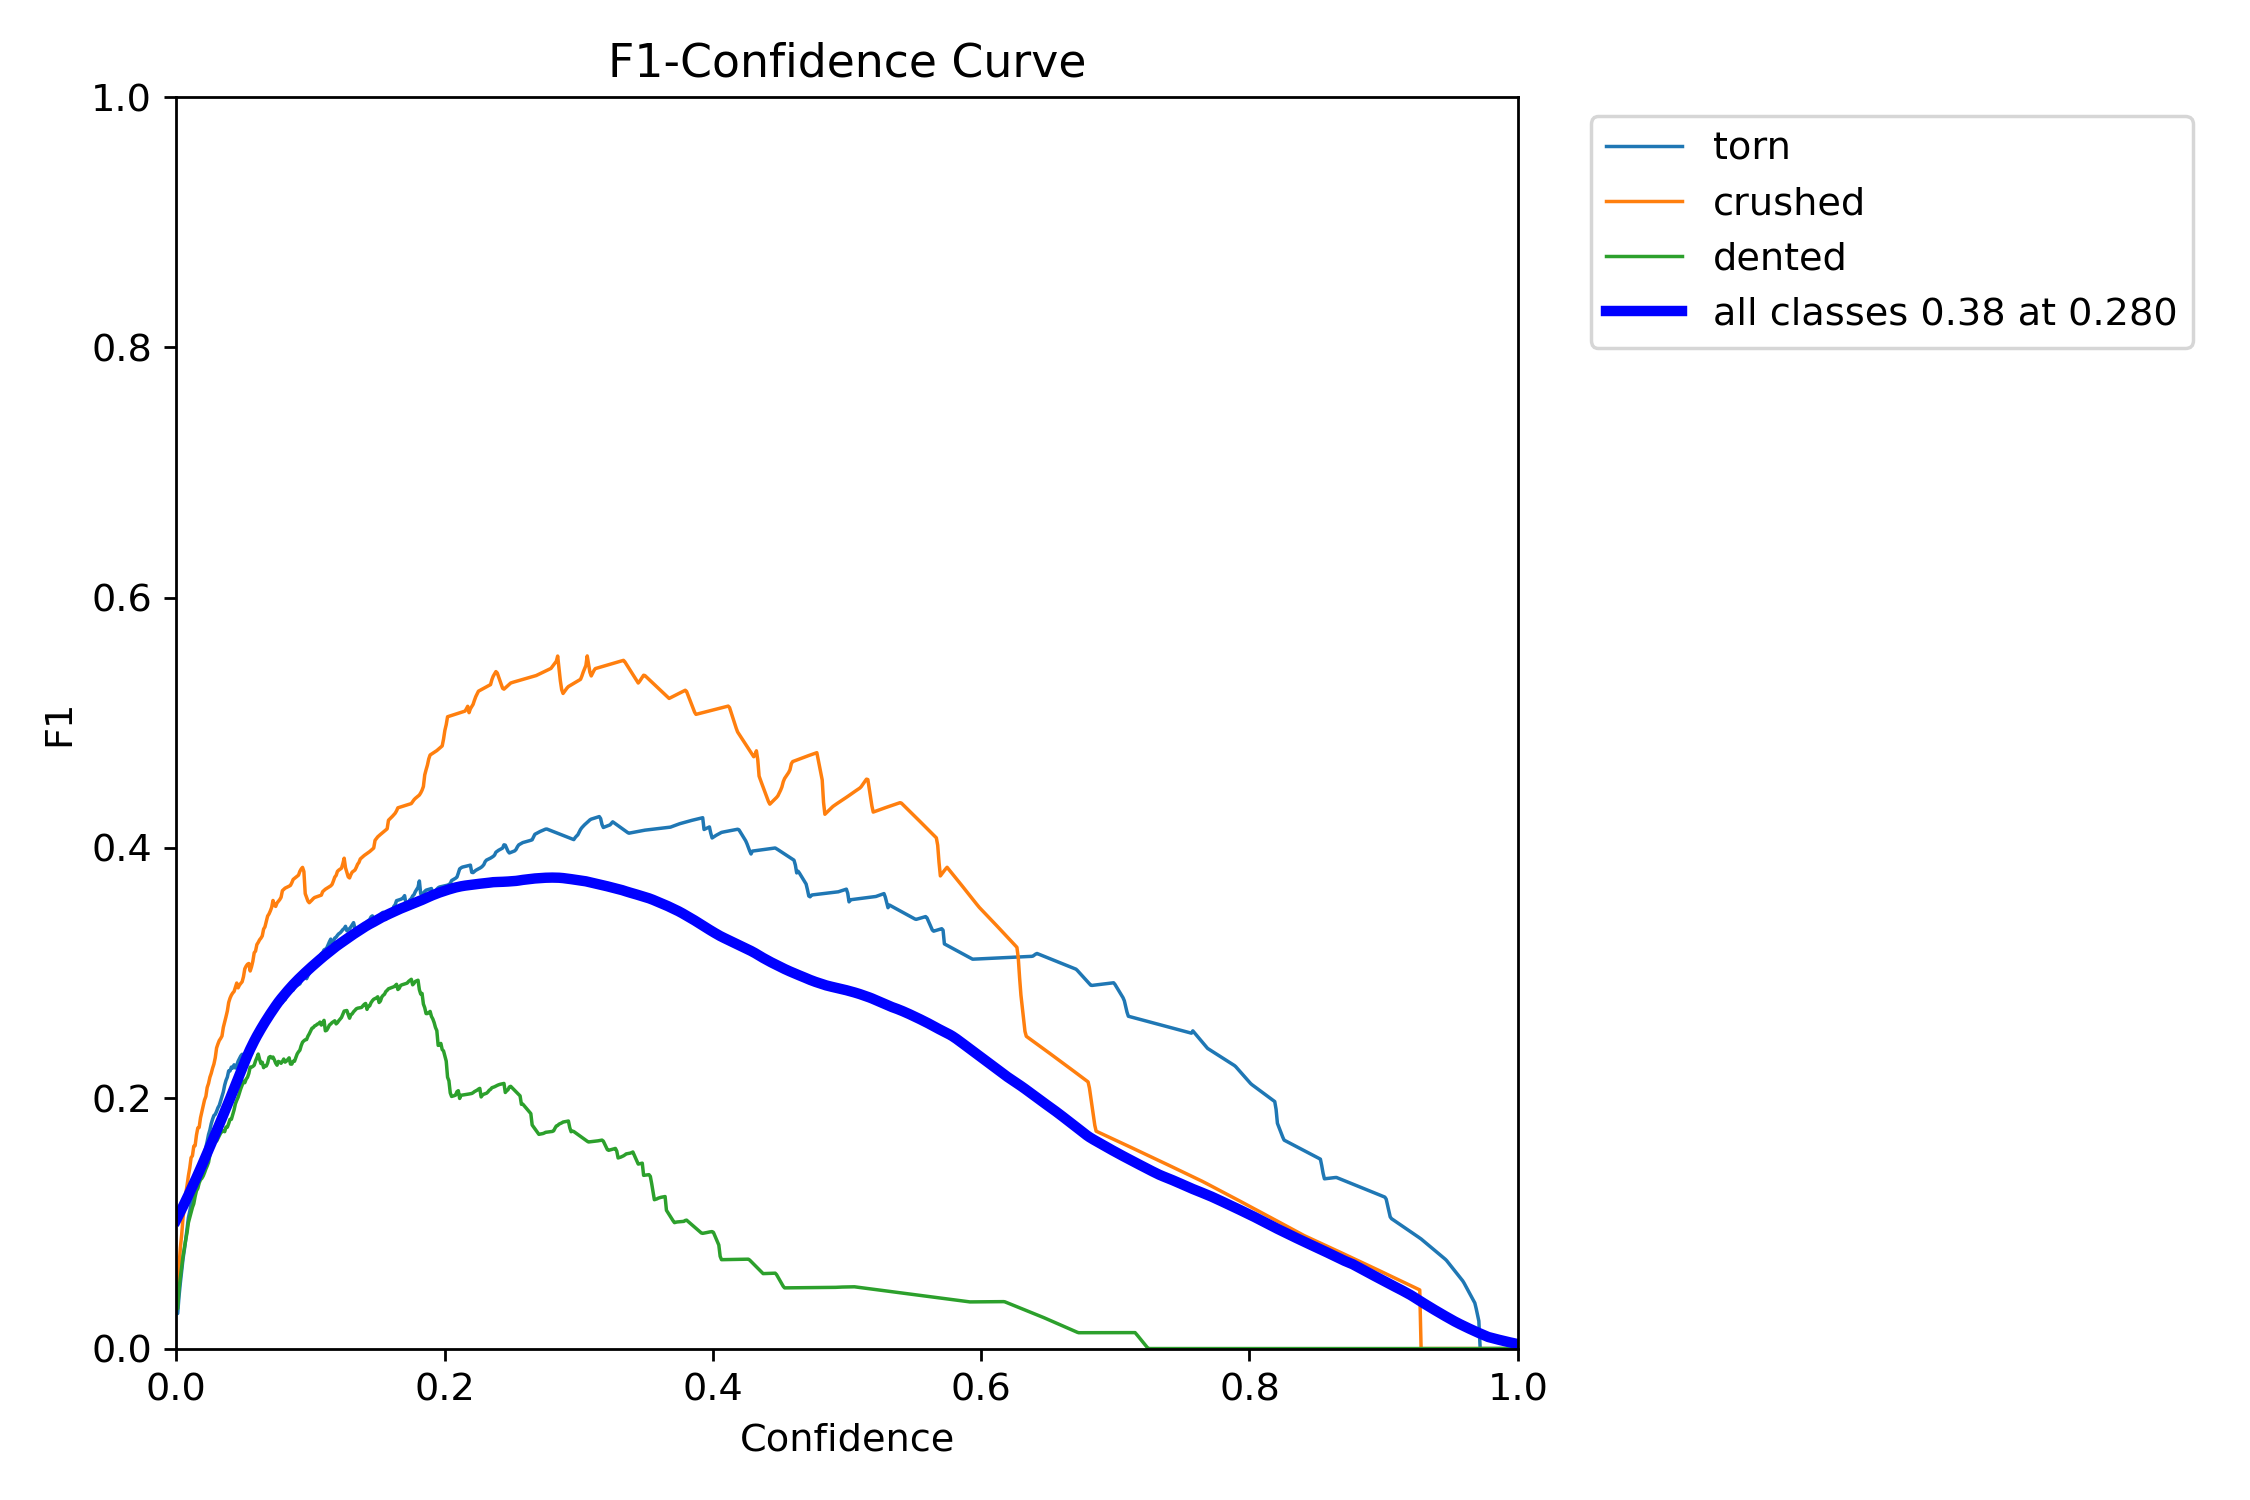 F1-Confidence Curve
1.0
0.8
0.6
0.4
0.2
0.0
F1
0.0 0.2 0.4 0.6 0.8 1.0
Confidence
torn
crushed
dented
all classes 0.38 at 0.280